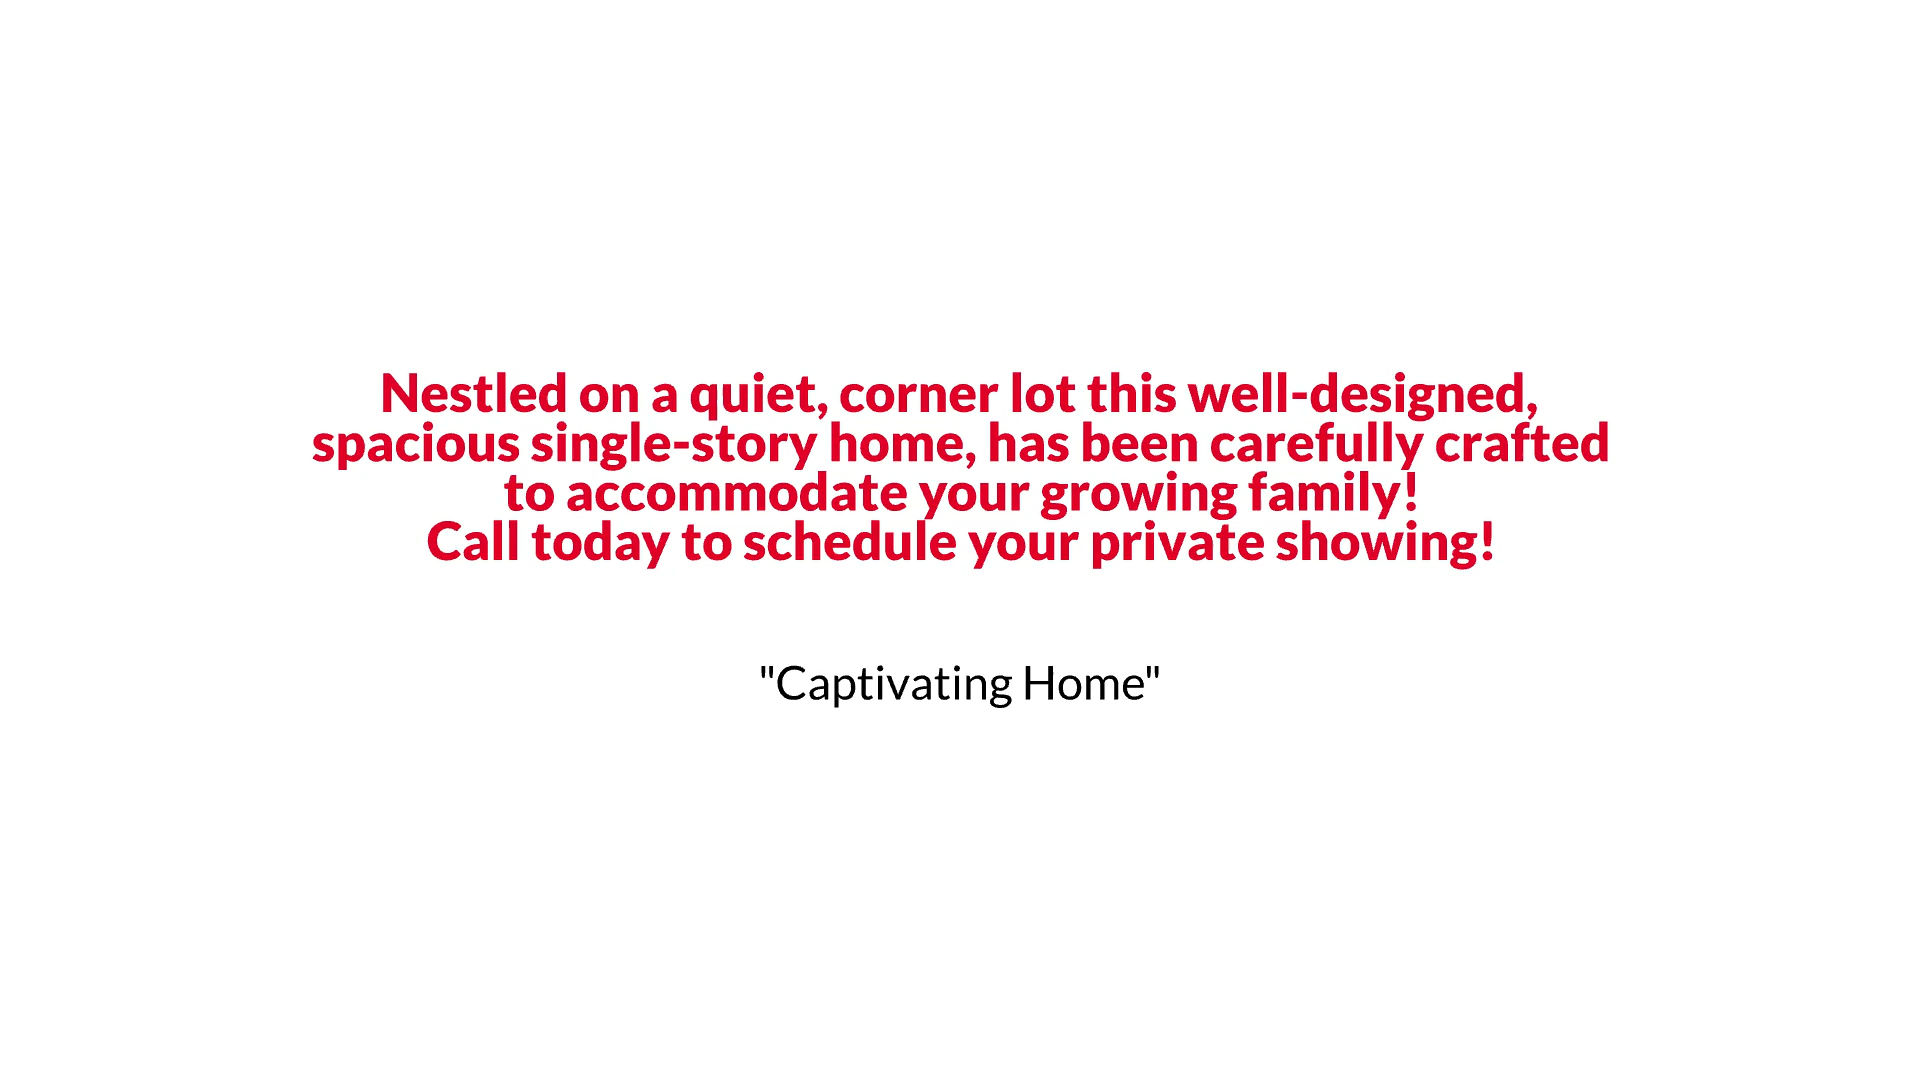 Nestled on a quiet, corner lot this well-designed,
spacious single-story home, has been carefully crafted
to accommodate your growing family!
Call today to schedule your private showing!
"Captivating Home"